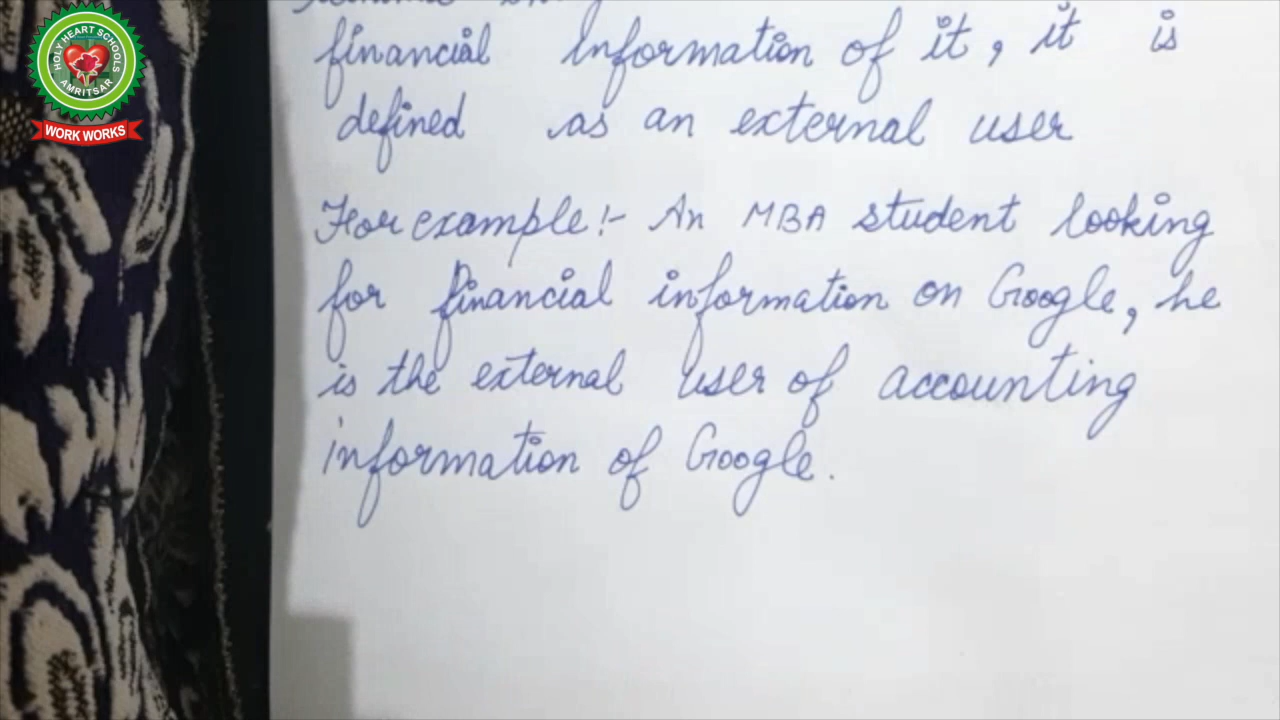 HOLY HEART SCHOOLS
AMRITSAR
WORK WORKS
financial information of it, it is
defined as an external user
For example:- An MBA student looking
for financial information on Google, he
is the external user of accounting
information of Google.